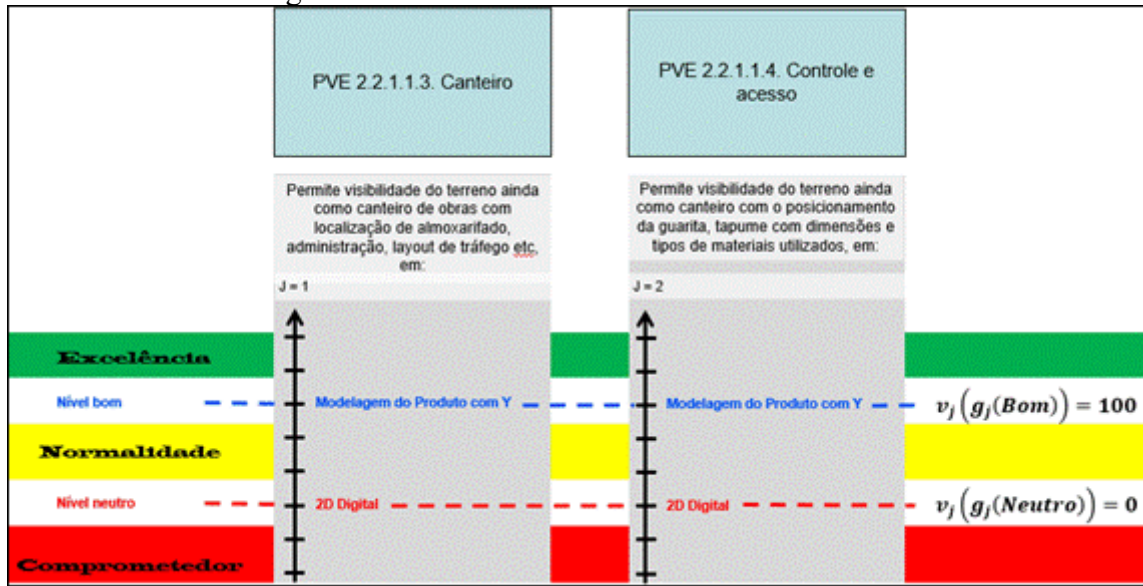 PVE 2.2.1.1.3. Canteiro
PVE 2.2.1.1.4. Controle e
acesso
Permite visibilidade do terreno ainda
como canteiro de obras com
localização de almoxarifado,
administração, layout de tráfego etc,
em:
Permite visibilidade do terreno ainda
como canteiro com o posicionamento
da guarita, tapume com dimensões e
tipos de materiais utilizados, em:
J = 1
J = 2
Excelência
Nível bom
Modelagem do Produto com Y
Modelagem do Produto com Y
v_j(g_j(Bom)) = 100
Normalidade
Nível neutro
2D Digital
2D Digital
v_j(g_j(Neutro)) = 0
Comprometedor